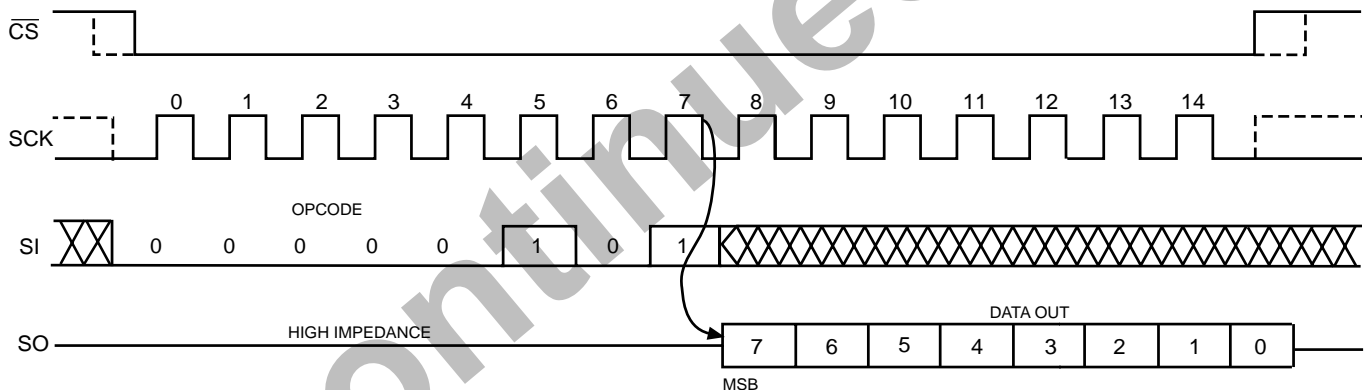 CS
0 1 2 3 4 5 6 7 8 9 10 11 12 13 14
SCK
OPCODE
SI 0 0 0 0 0 1 0 1
DATA OUT
HIGH IMPEDANCE
SO 7 6 5 4 3 2 1 0
MSB
ontinue